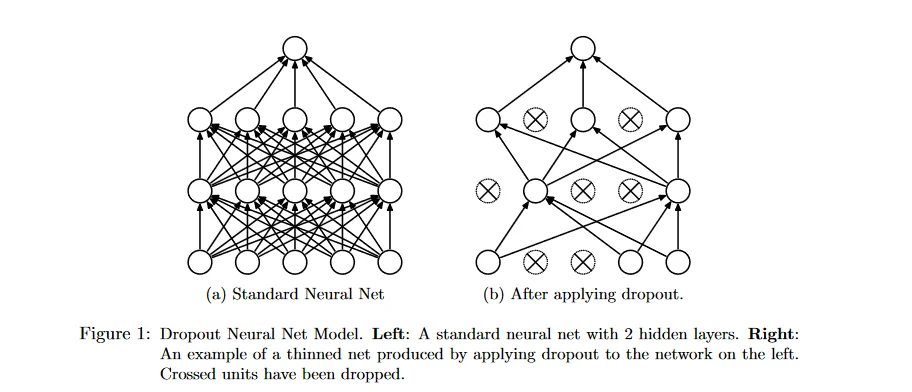 (a) Standard Neural Net
(b) After applying dropout.
Figure 1: Dropout Neural Net Model. Left: A standard neural net with 2 hidden layers. Right:
An example of a thinned net produced by applying dropout to the network on the left.
Crossed units have been dropped.